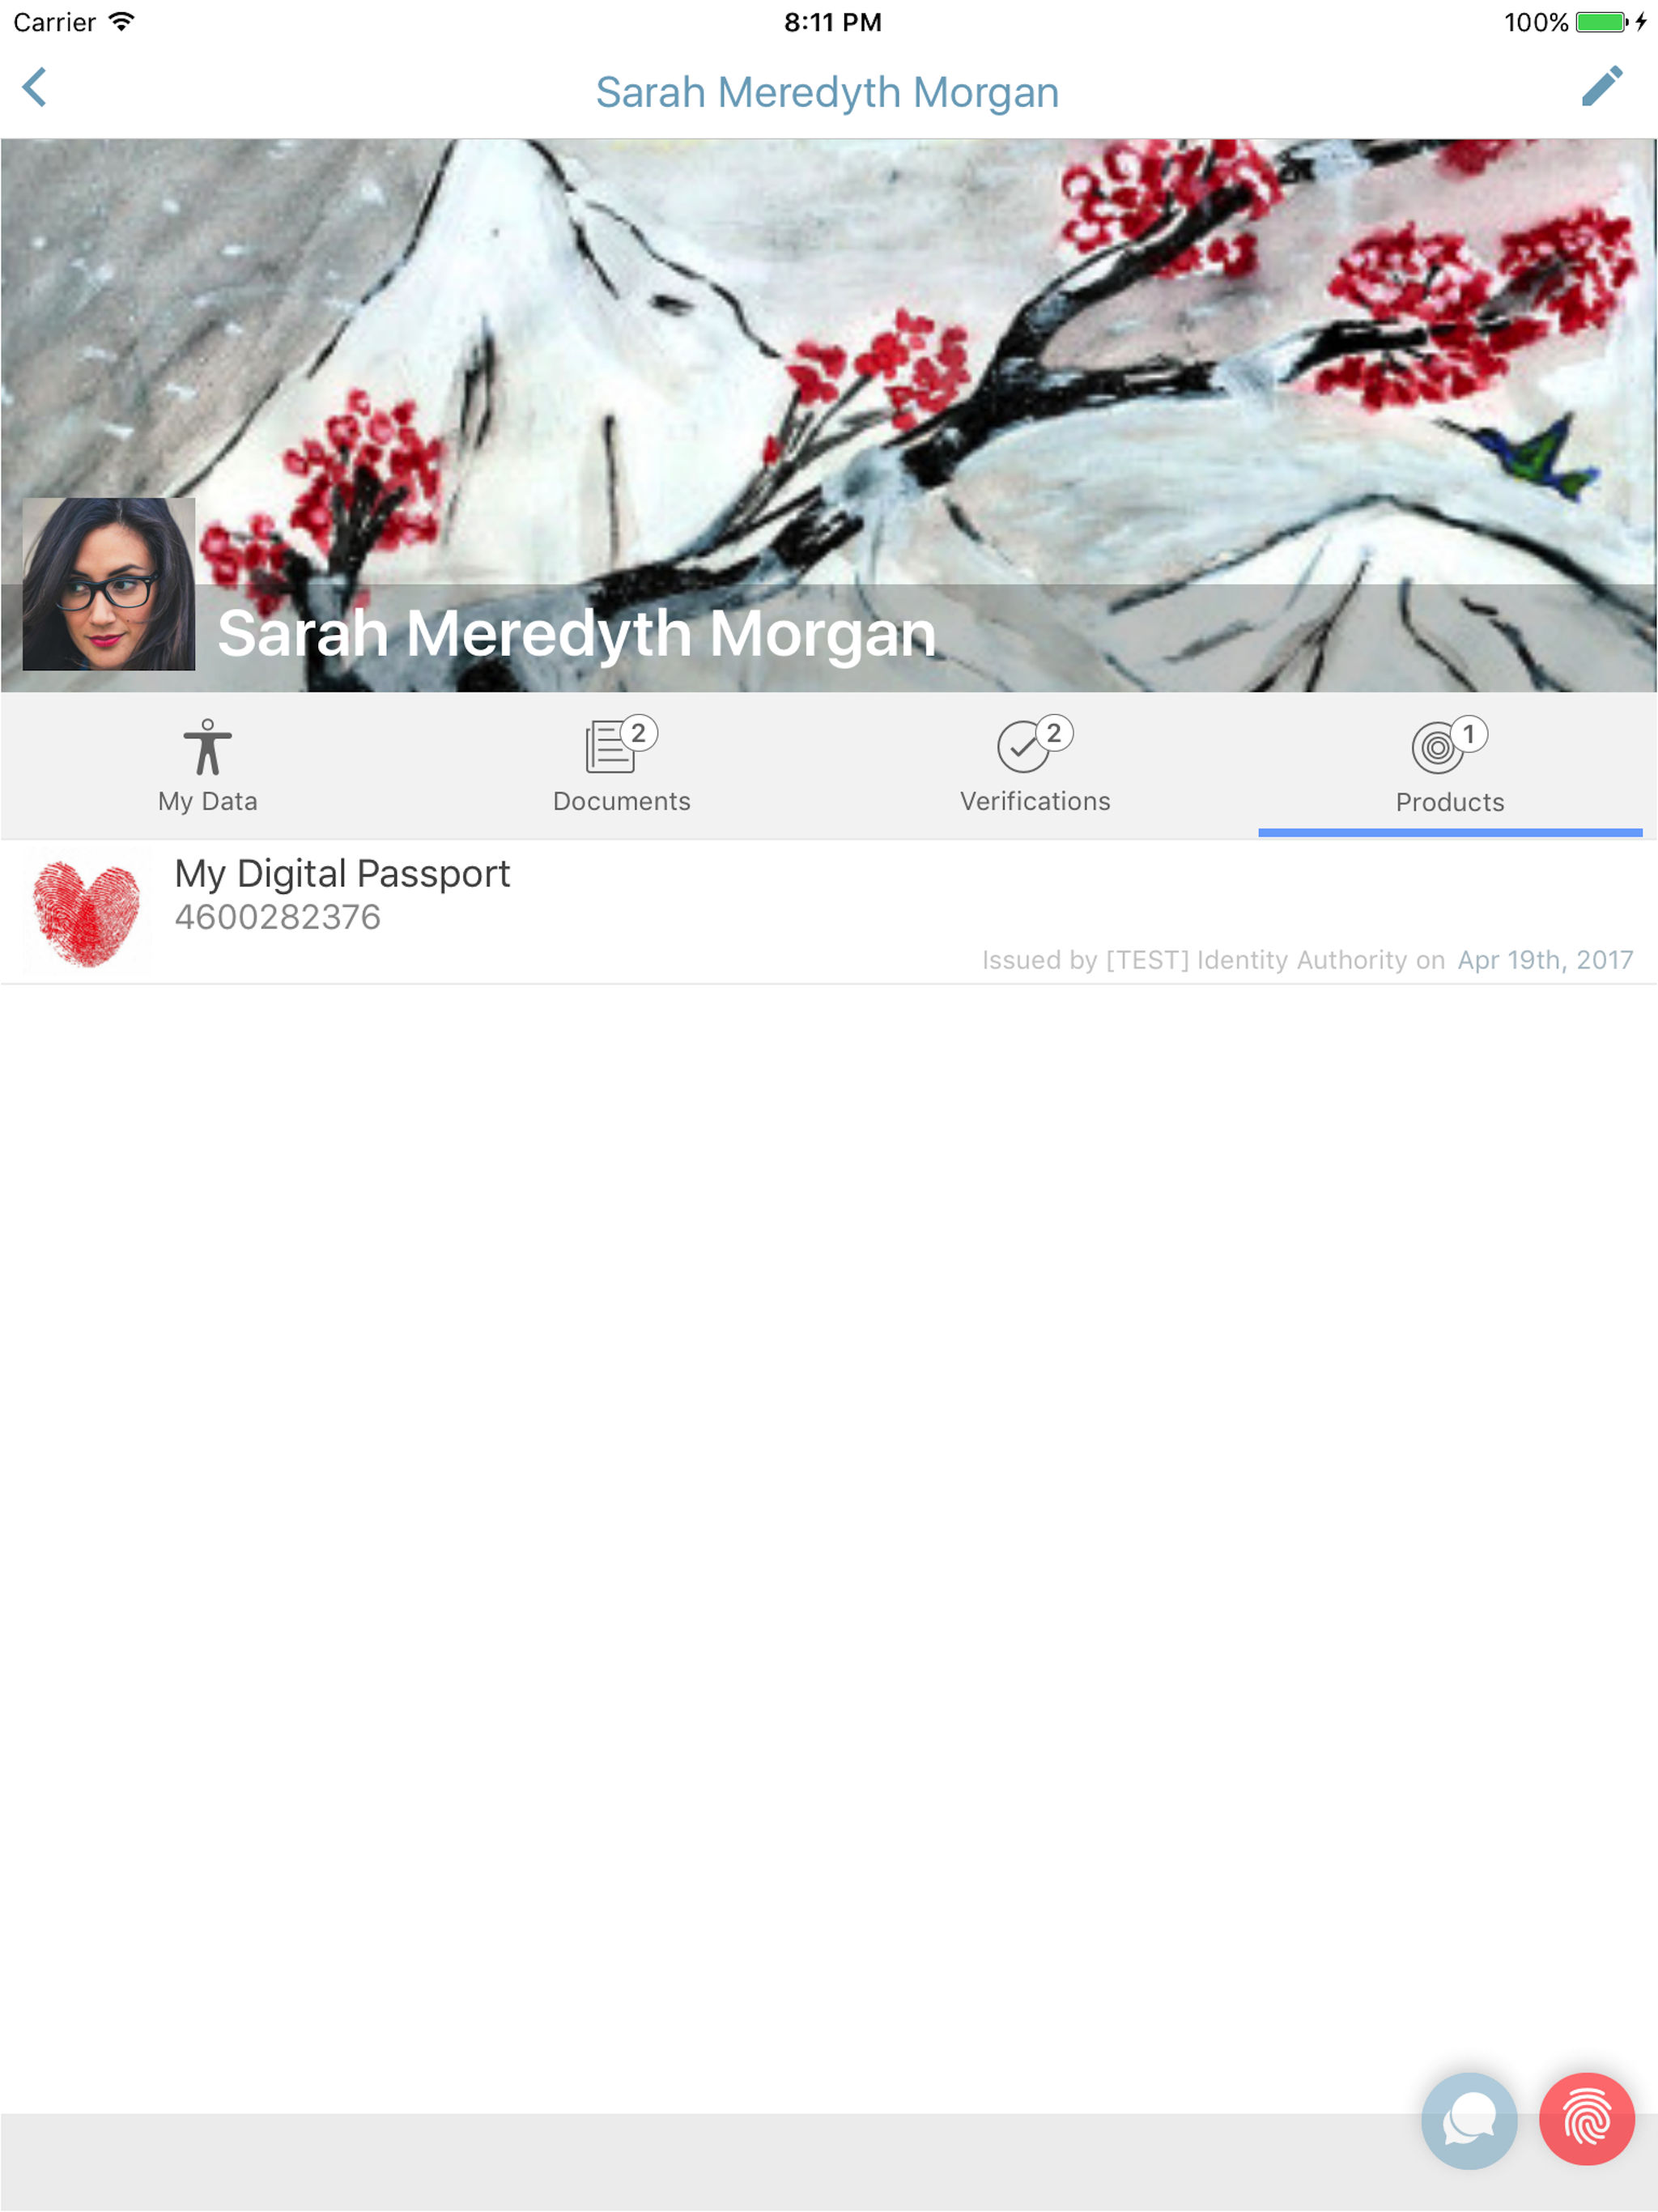 Carrier 8:11 PM 100%
Sarah Meredyth Morgan
Sarah Meredyth Morgan
2 2 1
My Data Documents Verifications Products
My Digital Passport
4600282376
Issued by [TEST] Identity Authority on Apr 19th, 2017